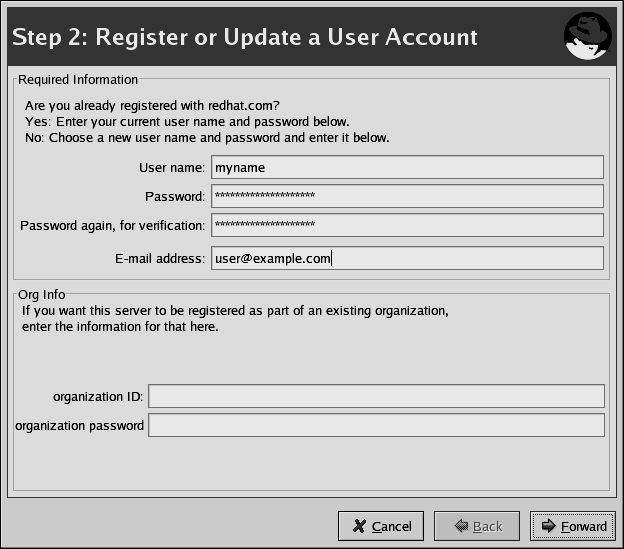 Step 2: Register or Update a User Account
Required Information
Are you already registered with redhat.com?
Yes: Enter your current user name and password below.
No: Choose a new user name and password and enter it below.
User name: myname
Password: ********************
Password again, for verification: ********************
E-mail address: user@example.com
Org Info
If you want this server to be registered as part of an existing organization,
enter the information for that here.
organization ID:
organization password
Cancel Back Forward